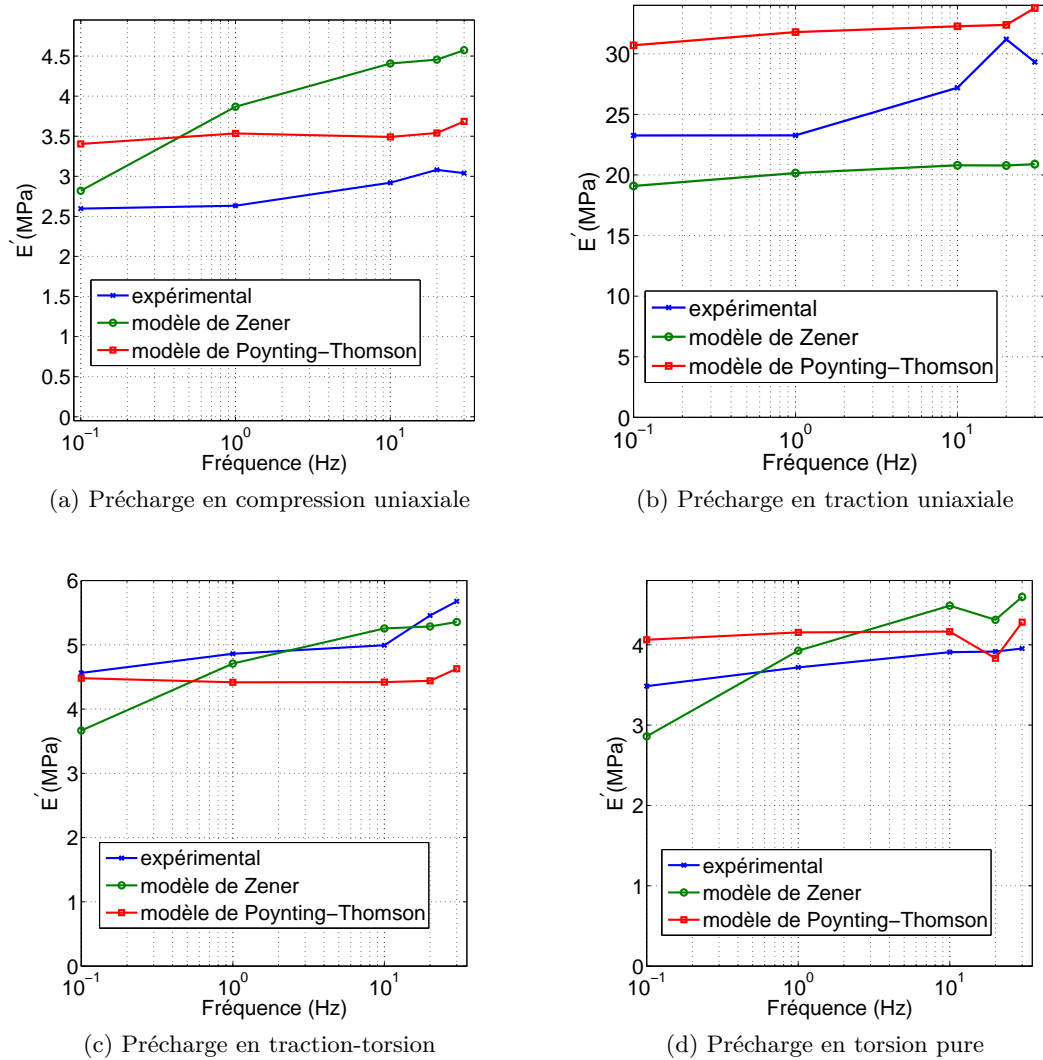 4.5
4
3.5
3
2.5
2
1.5
1
0.5
0
E′(MPa)
expérimental
modèle de Zener
modèle de Poynting−Thomson
10⁻¹ 10⁰ 10¹
Fréquence (Hz)
(a) Précharge en compression uniaxiale
30
25
20
15
10
5
0
E′(MPa)
expérimental
modèle de Zener
modèle de Poynting−Thomson
10⁻¹ 10⁰ 10¹
Fréquence (Hz)
(b) Précharge en traction uniaxiale
6
5
4
3
2
1
0
E′(MPa)
expérimental
modèle de Zener
modèle de Poynting−Thomson
10⁻¹ 10⁰ 10¹
Fréquence (Hz)
(c) Précharge en traction-torsion
4
3
2
1
0
E′(MPa)
expérimental
modèle de Zener
modèle de Poynting−Thomson
10⁻¹ 10⁰ 10¹
Fréquence (Hz)
(d) Précharge en torsion pure